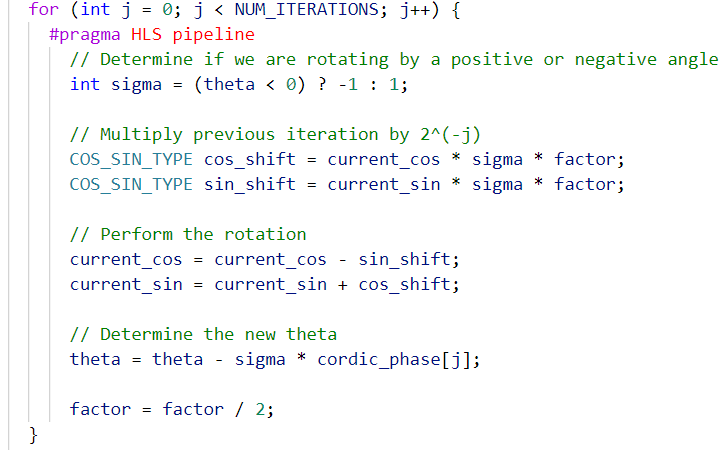 for (int j = 0; j < NUM_ITERATIONS; j++) {
#pragma HLS pipeline
// Determine if we are rotating by a positive or negative angle
int sigma = (theta < 0) ? -1 : 1;
// Multiply previous iteration by 2^(-j)
COS_SIN_TYPE cos_shift = current_cos * sigma * factor;
COS_SIN_TYPE sin_shift = current_sin * sigma * factor;
// Perform the rotation
current_cos = current_cos - sin_shift;
current_sin = current_sin + cos_shift;
// Determine the new theta
theta = theta - sigma * cordic_phase[j];
factor = factor / 2;
}